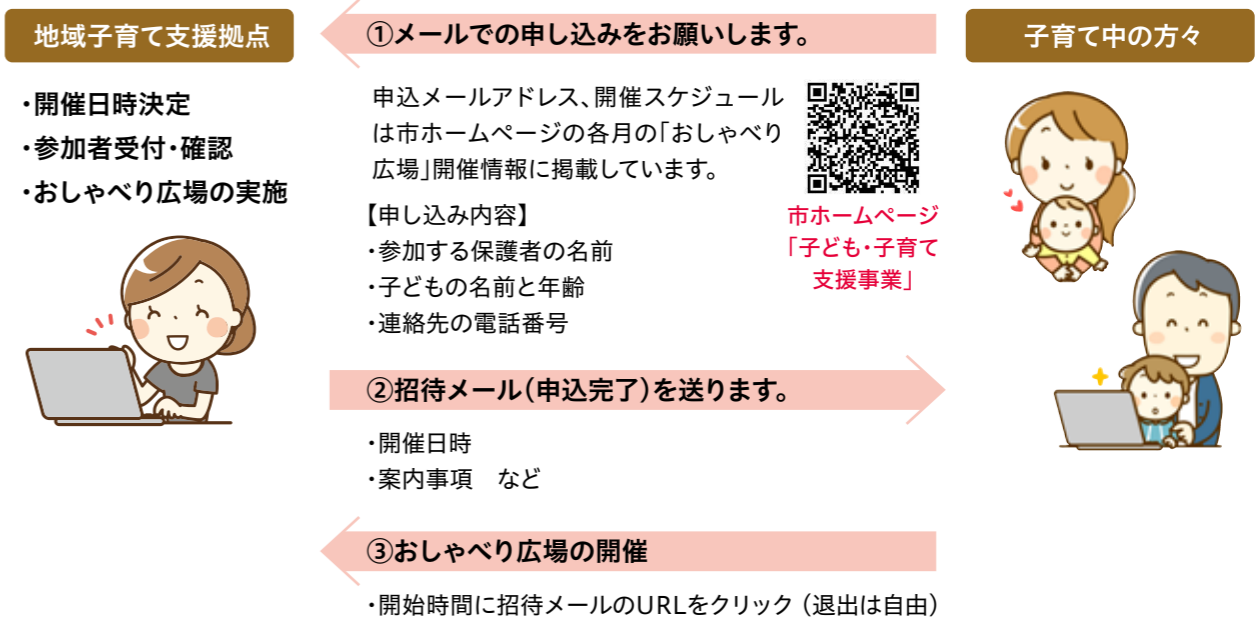 地域子育て支援拠点
・開催日時決定
・参加者受付・確認
・おしゃべり広場の実施
①メールでの申し込みをお願いします。
申込メールアドレス、開催スケジュール
は市ホームページの各月の「おしゃべり
広場」開催情報に掲載しています。
【申し込み内容】
・参加する保護者の名前
・子どもの名前と年齢
・連絡先の電話番号
市ホームページ
「子ども・子育て
支援事業」
子育て中の方々
②招待メール(申込完了)を送ります。
・開催日時
・案内事項　など
③おしゃべり広場の開催
・開始時間に招待メールのURLをクリック（退出は自由）